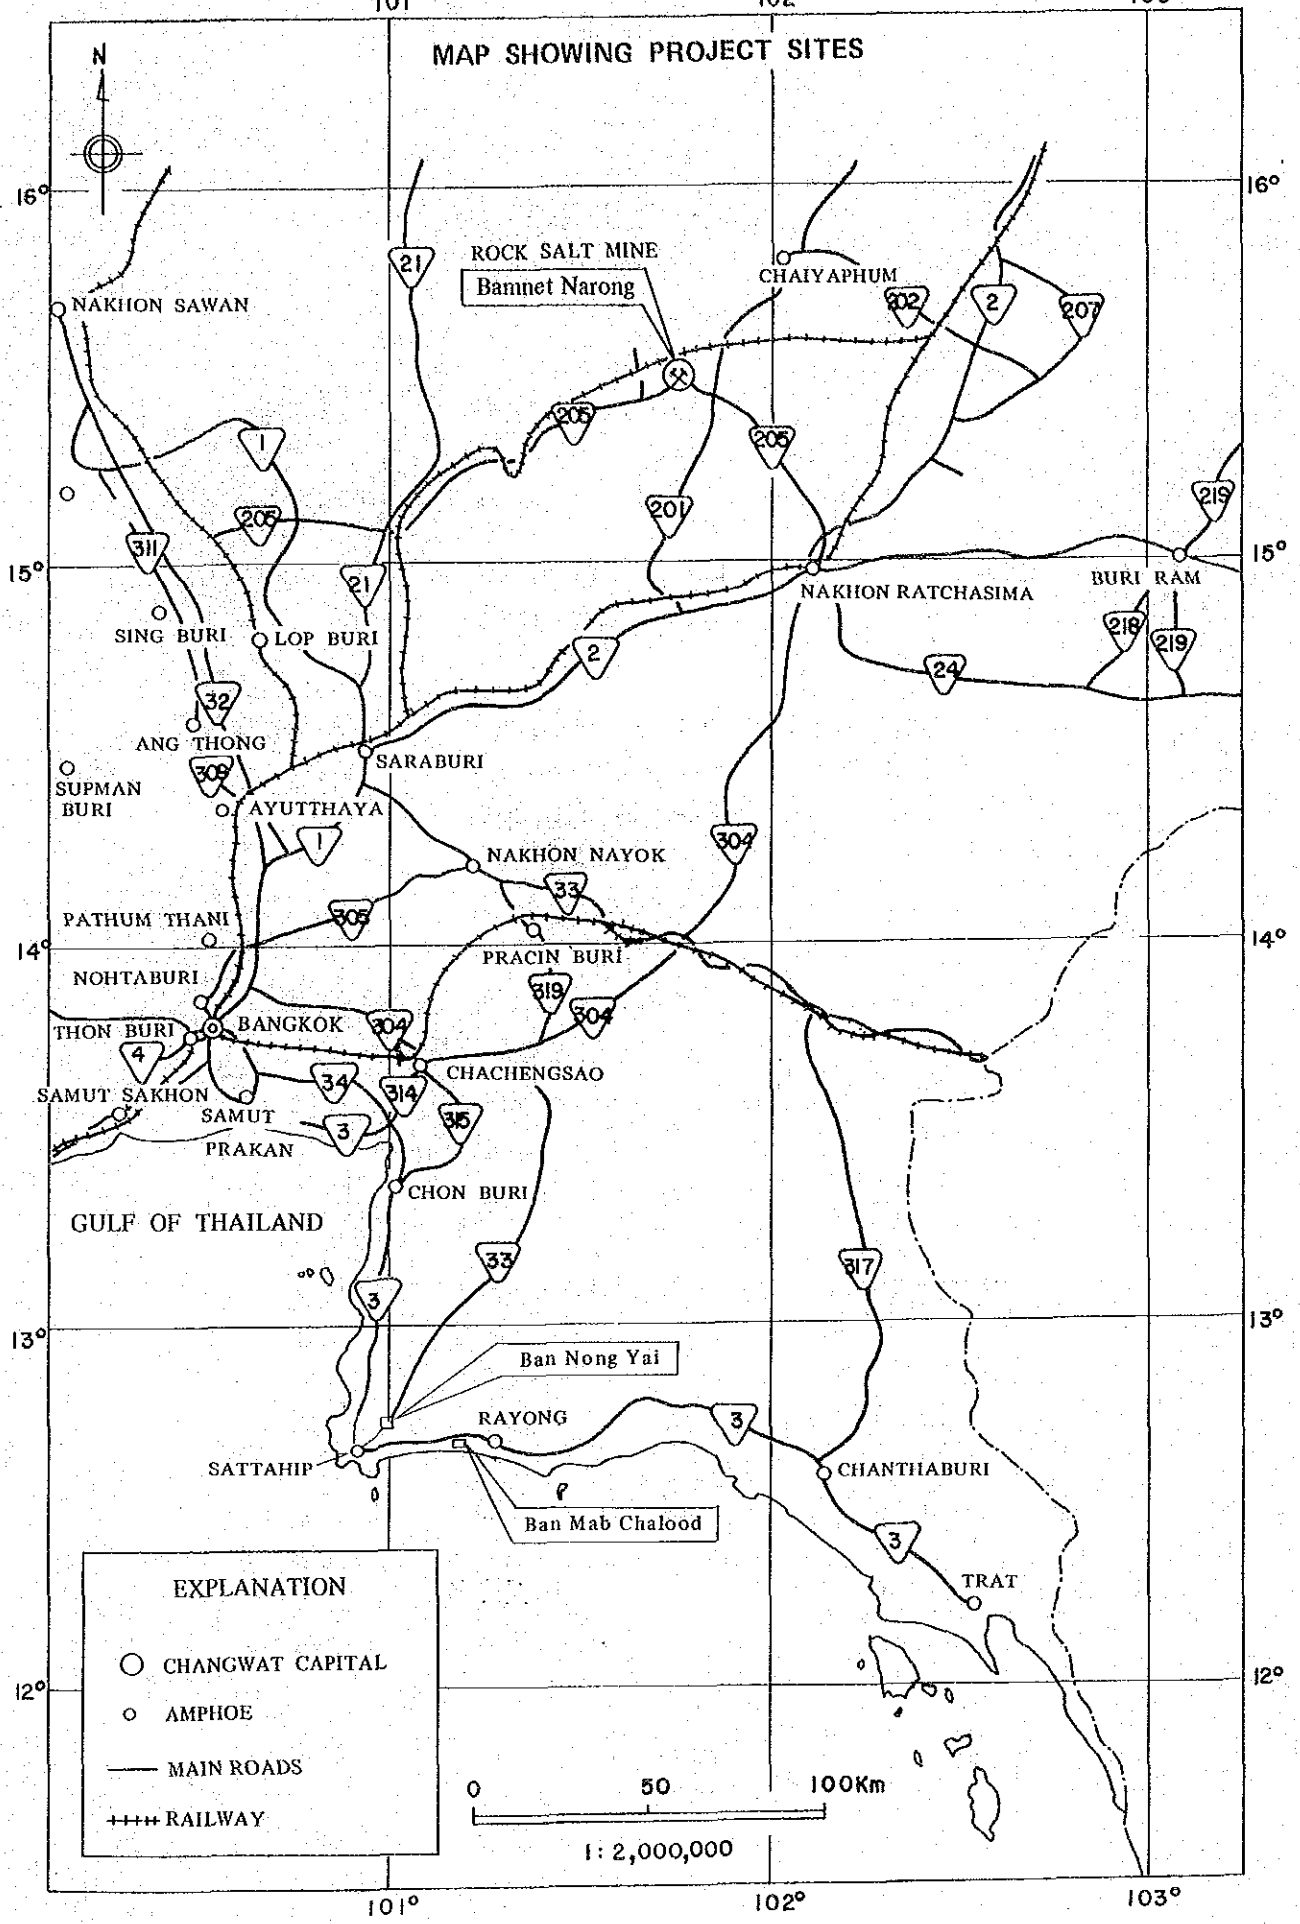 101
102
MAP SHOWING PROJECT SITES
N
16°
16°
21
ROCK SALT MINE
Bamnet Narong
CHAIYAPHUM
NAKHON SAWAN
202
2
207
205
1
205
201
219
205
311
15°
15°
21
BURI RAM
NAKHON RATCHASIMA
SING BURI
LOP BURI
218
219
2
24
32
ANG THONG
SARABURI
309
SUPMAN
BURI
AYUTTHAYA
1
304
NAKHON NAYOK
33
PATHUM THANI
305
14°
14°
PRACIN BURI
NOHTABURI
319
304
THON BURI
BANGKOK
304
4
CHACHENGSAO
34
314
SAMUT SAKHON
SAMUT
PRAKAN
3
315
CHON BURI
GULF OF THAILAND
33
317
3
13°
13°
Ban Nong Yai
RAYONG
3
SATTAHIP
CHANTHABURI
Ban Mab Chalood
3
TRAT
EXPLANATION
CHANGWAT CAPITAL
AMPHOE
MAIN ROADS
RAILWAY
12°
12°
0 50 100Km
1: 2,000,000
101°
102°
103°